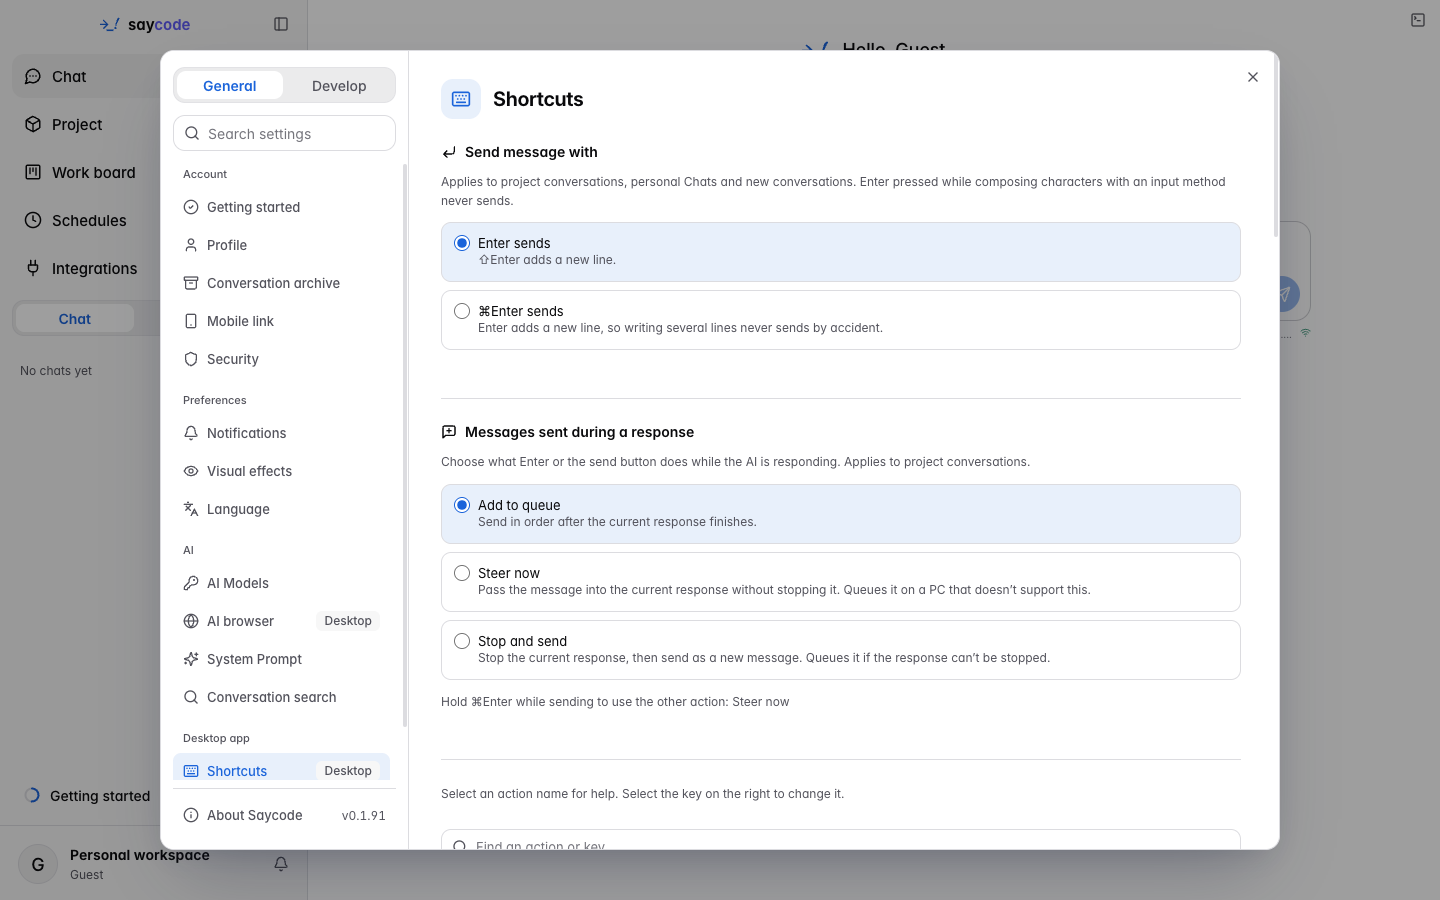 saycode
Hello, Guest
Chat
Project
Work board
Schedules
Integrations
Chat
No chats yet
Getting started
G
Personal workspace
Guest
General
Develop
Search settings
Account
Getting started
Profile
Conversation archive
Mobile link
Security
Preferences
Notifications
Visual effects
Language
AI
AI Models
AI browser
Desktop
System Prompt
Conversation search
Desktop app
Shortcuts
Desktop
About Saycode
v0.1.91
Shortcuts
Send message with
Applies to project conversations, personal Chats and new conversations. Enter pressed while composing characters with an input method
never sends.
Enter sends
⇧Enter adds a new line.
⌘Enter sends
Enter adds a new line, so writing several lines never sends by accident.
Messages sent during a response
Choose what Enter or the send button does while the AI is responding. Applies to project conversations.
Add to queue
Send in order after the current response finishes.
Steer now
Pass the message into the current response without stopping it. Queues it on a PC that doesn’t support this.
Stop and send
Stop the current response, then send as a new message. Queues it if the response can’t be stopped.
Hold ⌘Enter while sending to use the other action: Steer now
Select an action name for help. Select the key on the right to change it.
Find an action or key